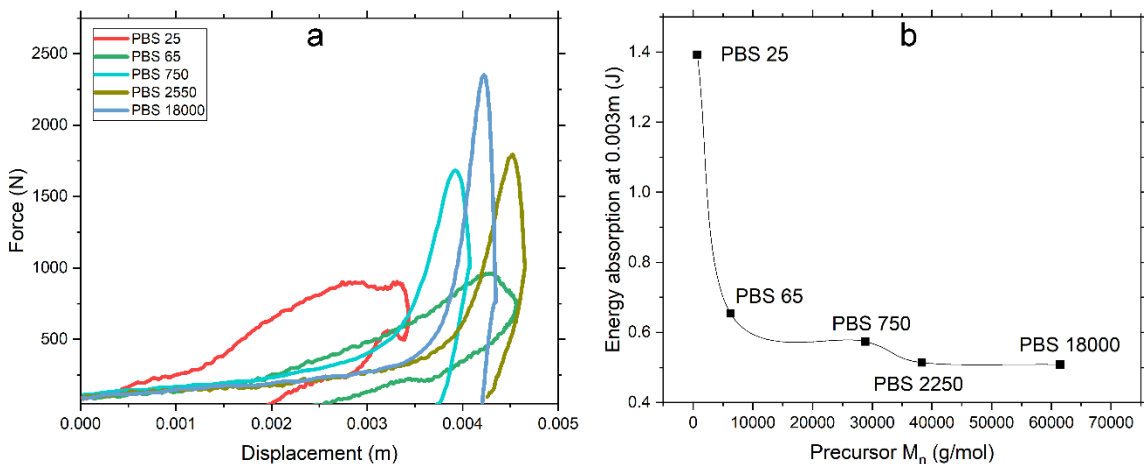 a
PBS 25
PBS 65
PBS 750
PBS 2550
PBS 18000
2500
2000
1500
1000
500
Force (N)
0.000
0.001
0.002
0.003
0.004
0.005
Displacement (m)
b
1.4
1.2
1.0
0.8
0.6
0.4
Energy absorption at 0.003m (J)
PBS 25
PBS 65
PBS 750
PBS 2250
PBS 18000
0
10000
20000
30000
40000
50000
60000
70000
Precursor Mn (g/mol)